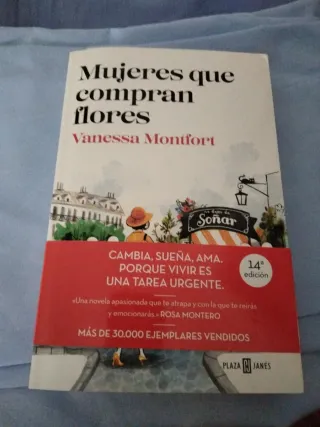 Mujeres que
compran
flores
Vanessa Montfort
Soñar
CAMBIA, SUEÑA, AMA.
PORQUE VIVIR ES
UNA TAREA URGENTE.
14ª
edición
«Una novela apasionada que te atrapa y con la que te reirás
y emocionarás.» ROSA MONTERO
MÁS DE 30.000 EJEMPLARES VENDIDOS
PLAZA JANÉS